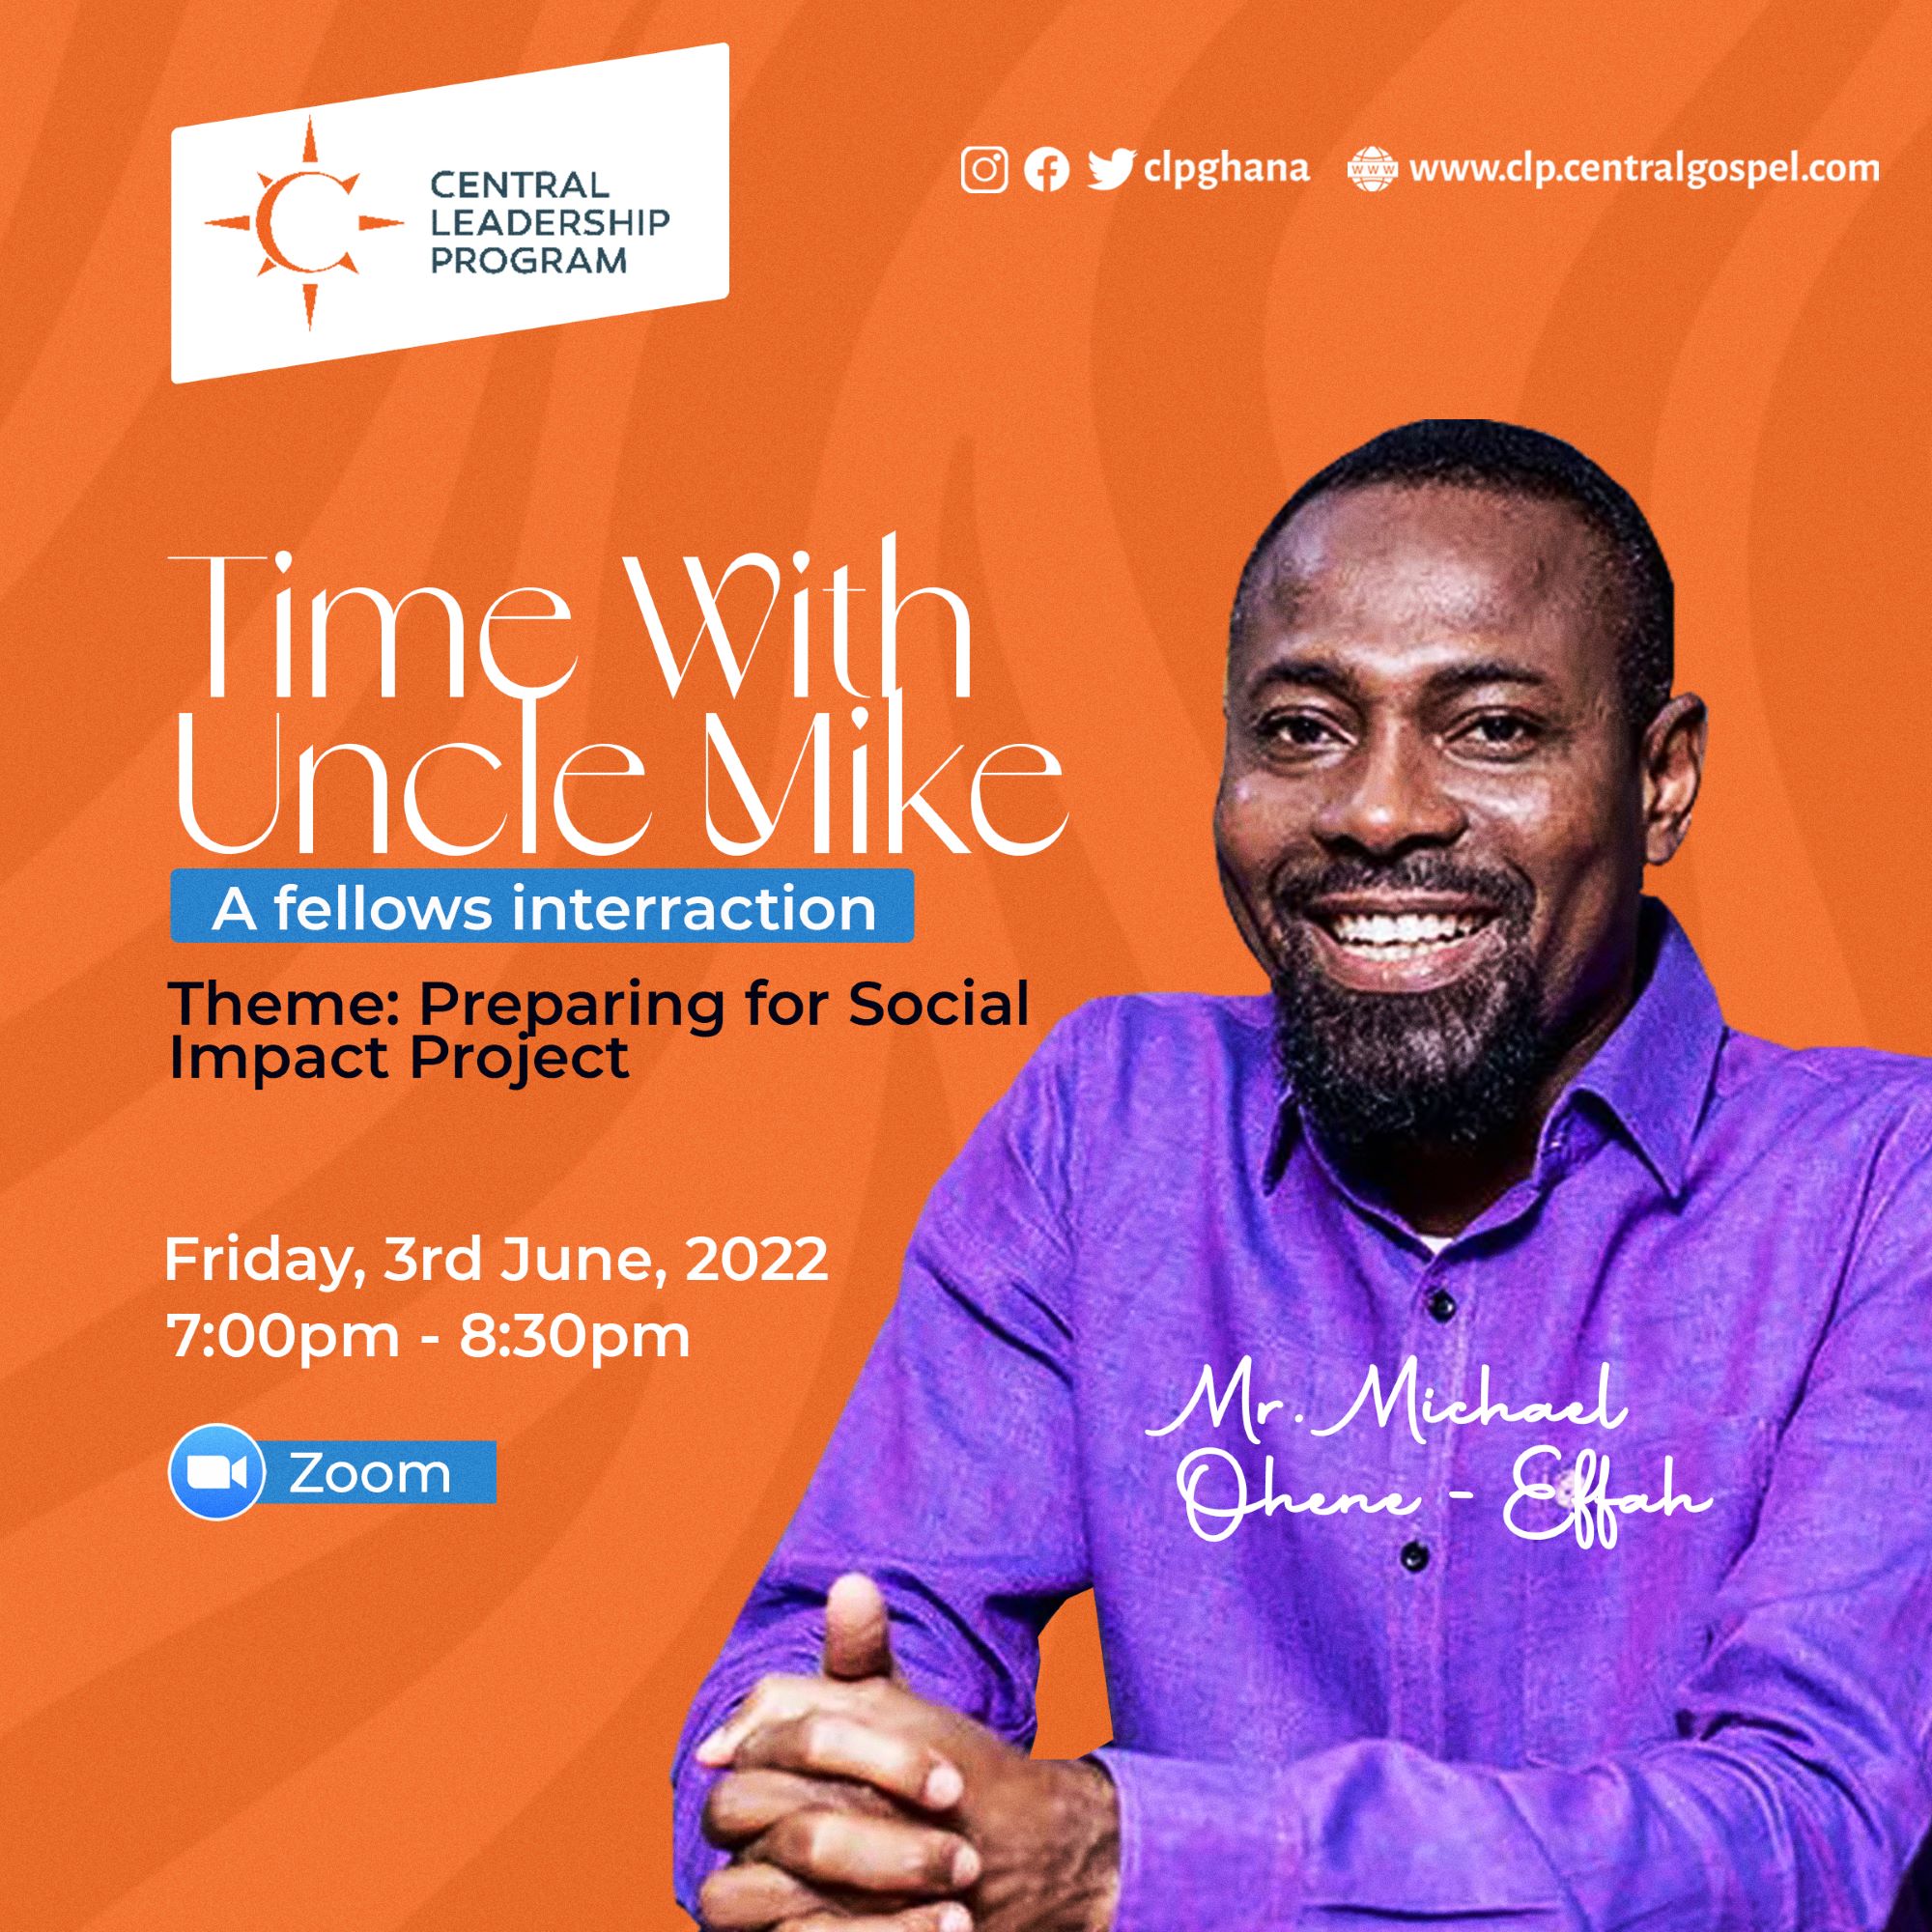 CENTRAL
LEADERSHIP
PROGRAM
clpghana
www.clp.centralgospel.com
Time With
Uncle Mike
A fellows interraction
Theme: Preparing for Social
Impact Project
Friday, 3rd June, 2022
7:00pm - 8:30pm
Zoom
Mr. Michael
Ohene - Effah